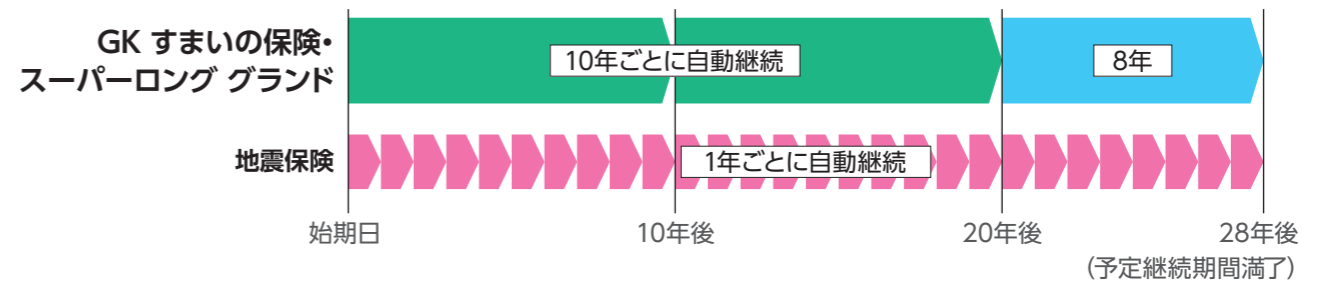 GK すまいの保険・
スーパーロング グランド
10年ごとに自動継続
8年
地震保険
1年ごとに自動継続
始期日
10年後
20年後
28年後
(予定継続期間満了)